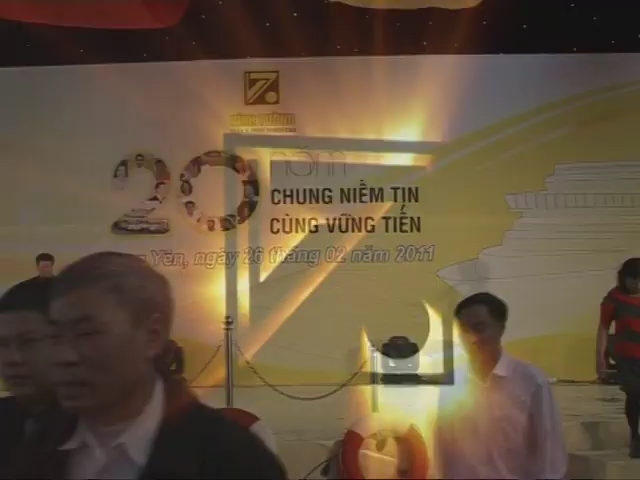 20 năm
CHUNG NIỀM TIN
CÙNG VỮNG TIẾN
Yên, ngày 26 tháng 02 năm 2011